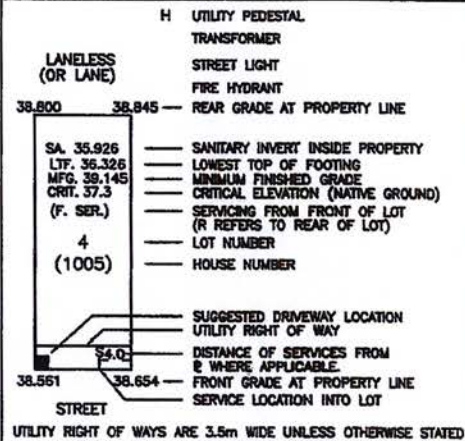 H UTILITY PEDESTAL
TRANSFORMER
STREET LIGHT
FIRE HYDRANT
LANELESS
(OR LANE)
38.800 38.845 REAR GRADE AT PROPERTY LINE
SA. 35.926 SANITARY INVERT INSIDE PROPERTY
LTF. 36.326 LOWEST TOP OF FOOTING
MFG. 39.145 MINIMUM FINISHED GRADE
CRIT. 37.3 CRITICAL ELEVATION (NATIVE GROUND)
(F. SER.) SERVICING FROM FRONT OF LOT
(R REFERS TO REAR OF LOT)
4 LOT NUMBER
(1005) HOUSE NUMBER
SUGGESTED DRIVEWAY LOCATION
UTILITY RIGHT OF WAY
S4.0 DISTANCE OF SERVICES FROM
℄ WHERE APPLICABLE.
38.561 38.654 FRONT GRADE AT PROPERTY LINE
SERVICE LOCATION INTO LOT
STREET
UTILITY RIGHT OF WAYS ARE 3.5m WIDE UNLESS OTHERWISE STATED